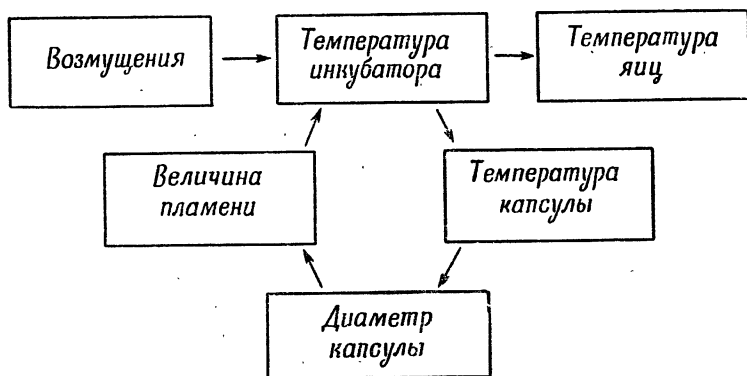 Возмущения
Температура
инкубатора
Температура
яиц
Величина
пламени
Температура
капсулы
Диаметр
капсулы